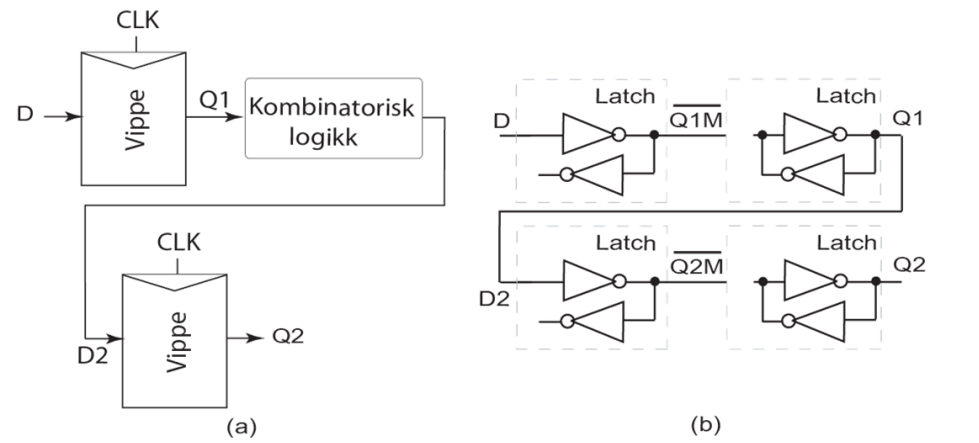 CLK
D
Vippe
Q1
Kombinatorisk
logikk
CLK
D2
Vippe
Q2
(a)
Latch
Latch
D
Q1M
Q1
Latch
Latch
D2
Q2M
Q2
(b)